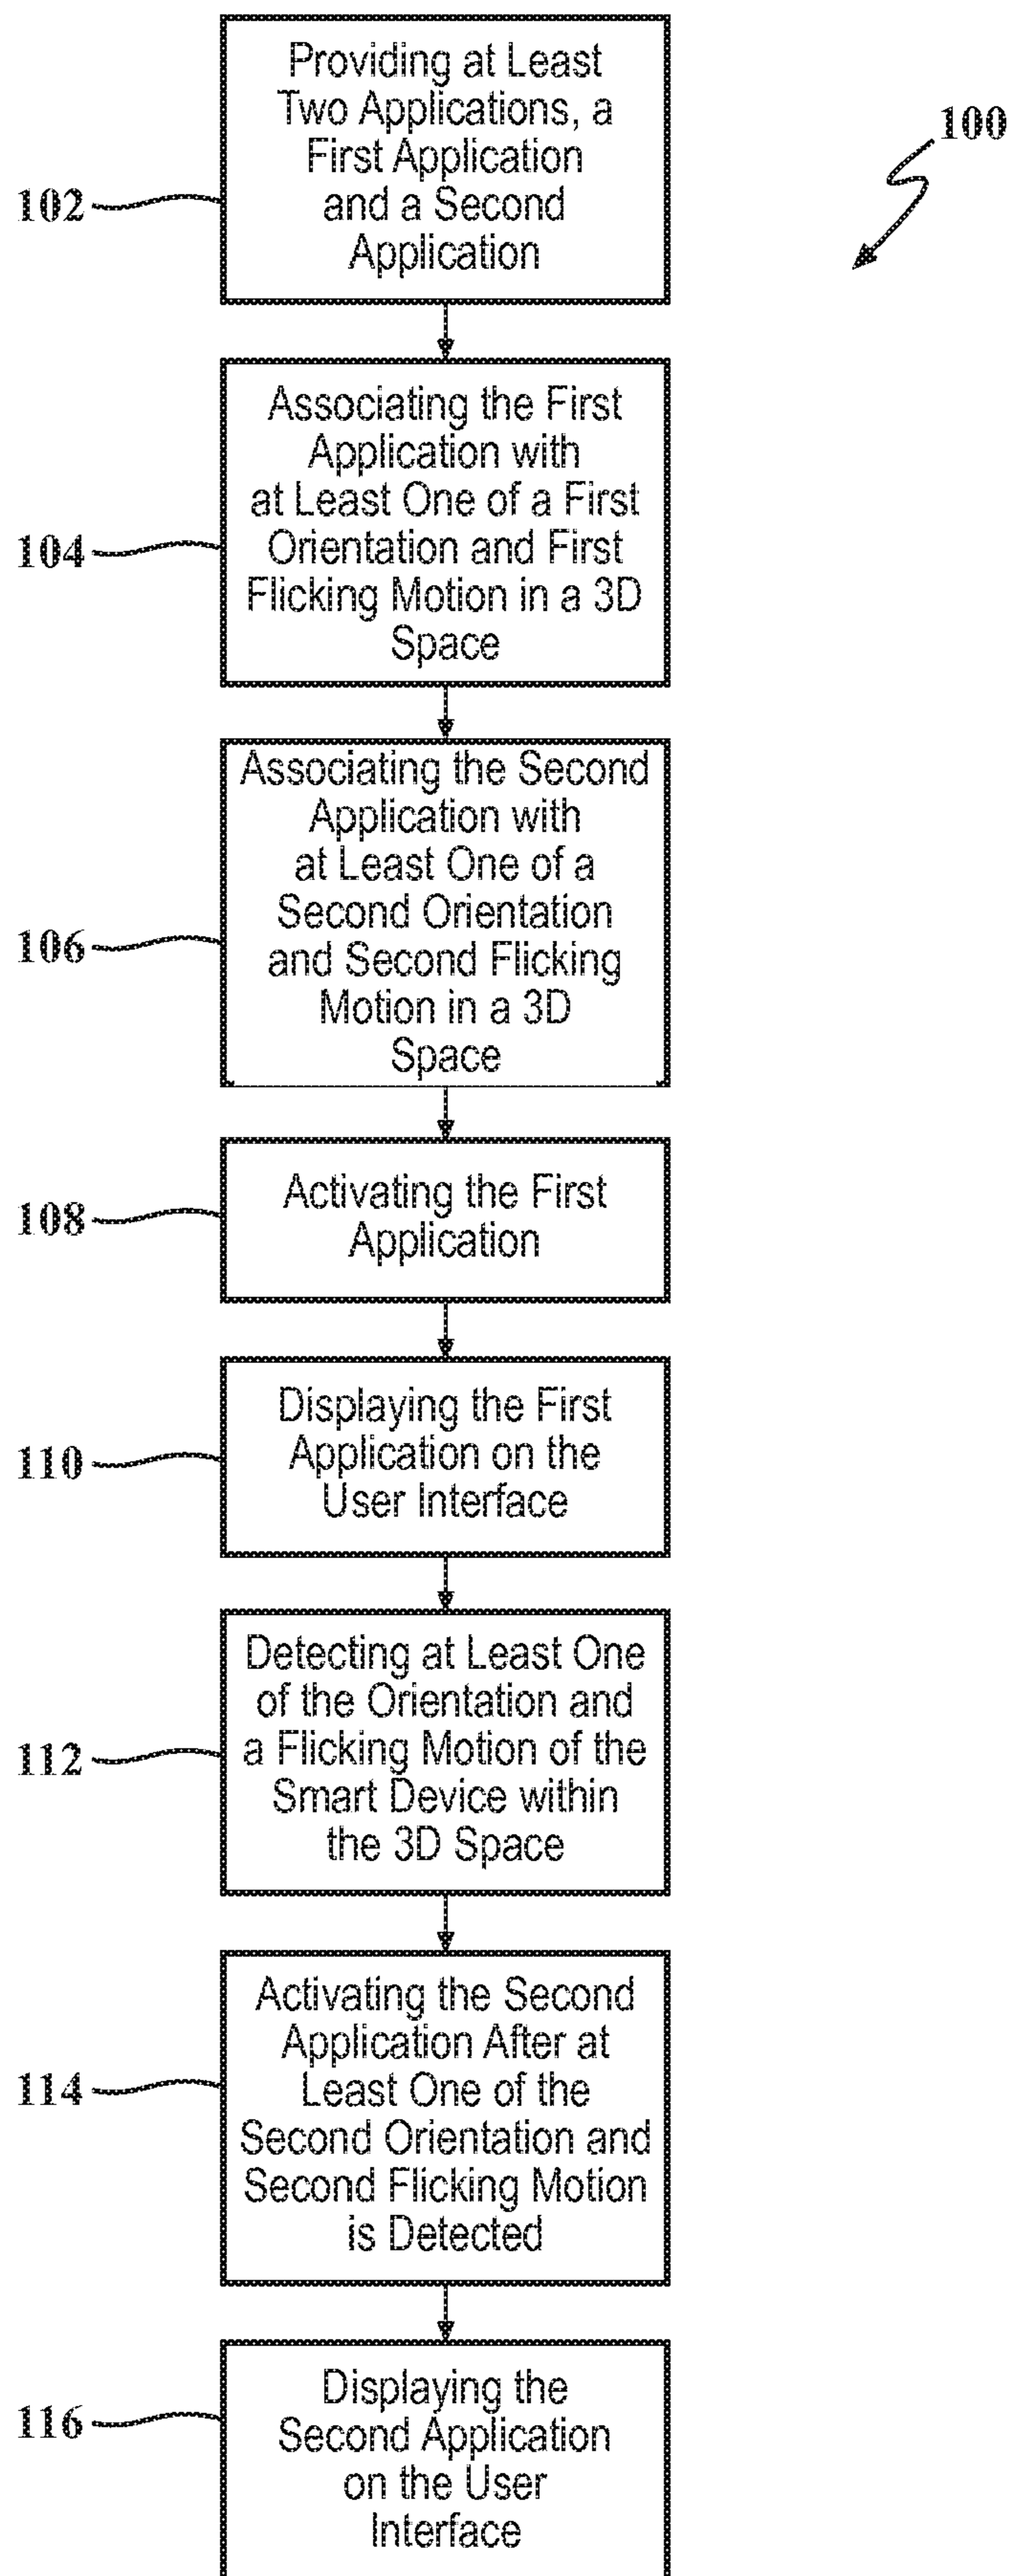 Providing at Least
Two Applications, a
First Application
and a Second
Application
100
102
Associating the First
Application with
at Least One of a First
Orientation and First
Flicking Motion in a 3D
Space
104
Associating the Second
Application with
at Least One of a
Second Orientation
and Second Flicking
Motion in a 3D
Space
106
Activating the First
Application
108
Displaying the First
Application on the
User Interface
110
Detecting at Least One
of the Orientation and
a Flicking Motion of the
Smart Device within
the 3D Space
112
Activating the Second
Application After at
Least One of the
Second Orientation and
Second Flicking Motion
is Detected
114
Displaying the
Second Application
on the User
Interface
116